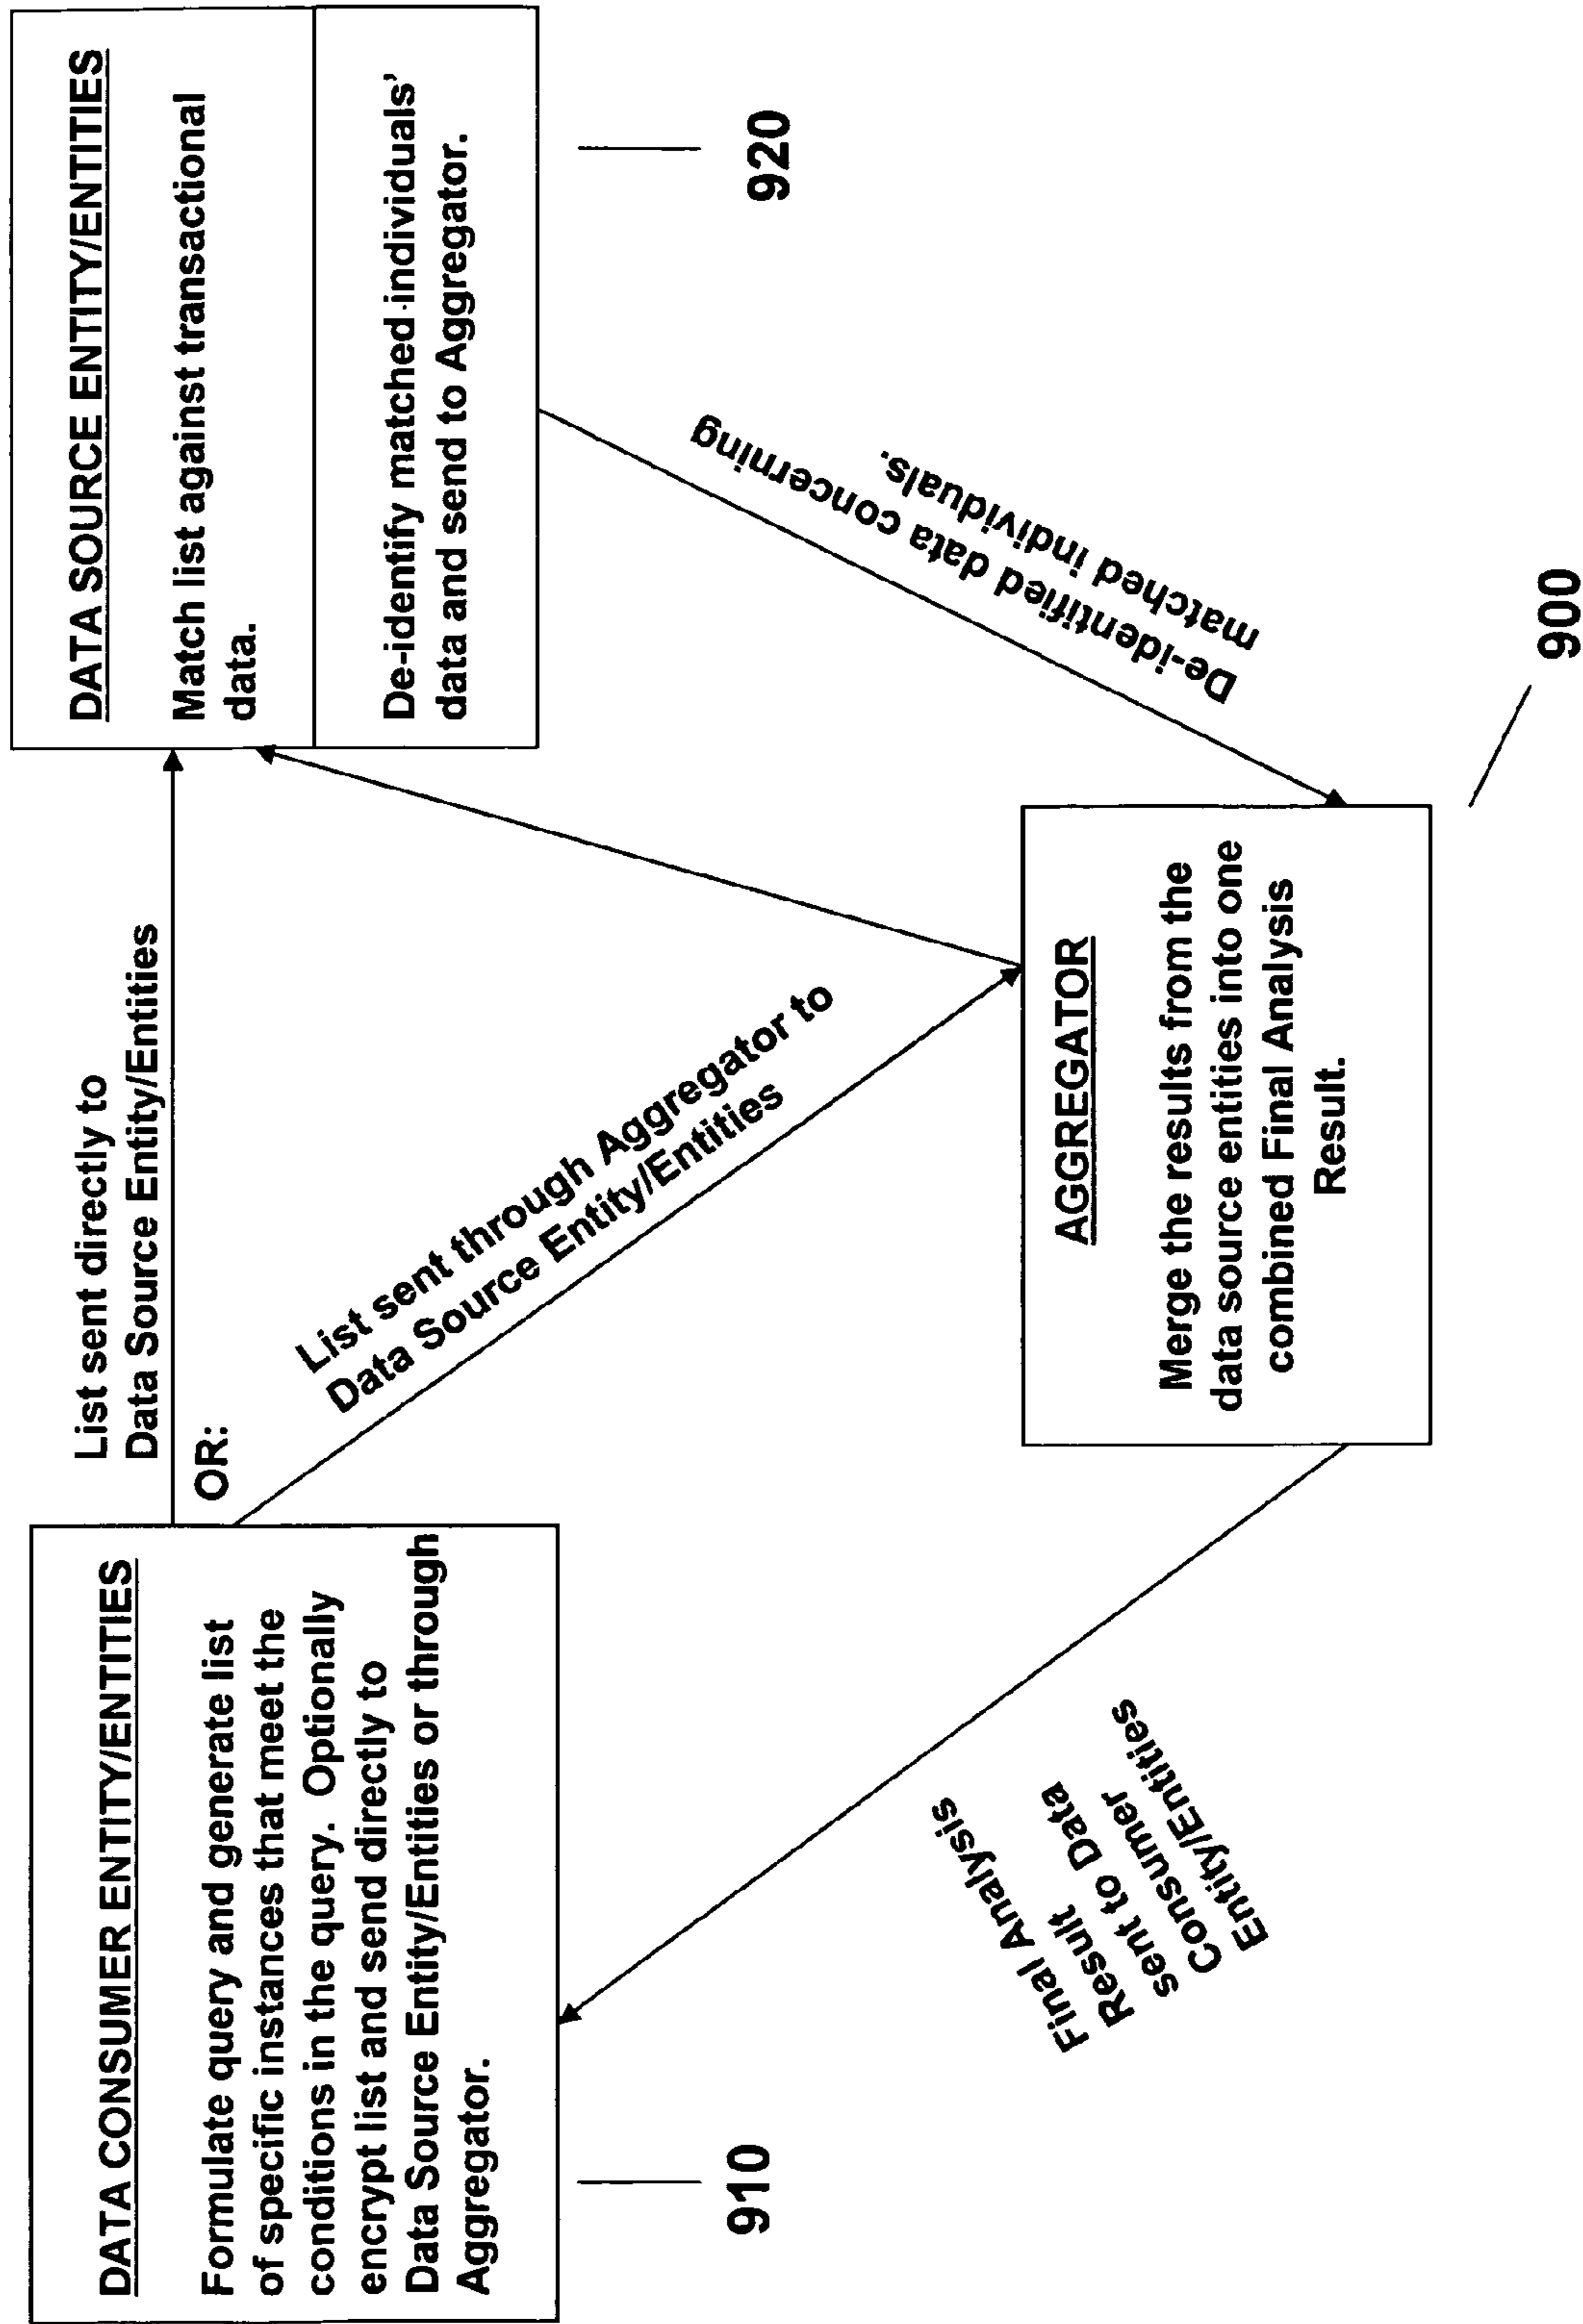 DATA CONSUMER ENTITY/ENTITIES
Formulate query and generate list
of specific instances that meet the
conditions in the query. Optionally
encrypt list and send directly to
Data Source Entity/Entities or through
Aggregator.
910
List sent directly to
Data Source Entity/Entities
OR:
List sent through Aggregator to
Data Source Entity/Entities
DATA SOURCE ENTITY/ENTITIES
Match list against transactional
data.
De-identify matched individuals'
data and send to Aggregator.
920
De-identified data concerning
matched individuals.
AGGREGATOR
Merge the results from the
data source entities into one
combined Final Analysis
Result.
900
Final Analysis
Result
sent to Data
Consumer
Entity/Entities